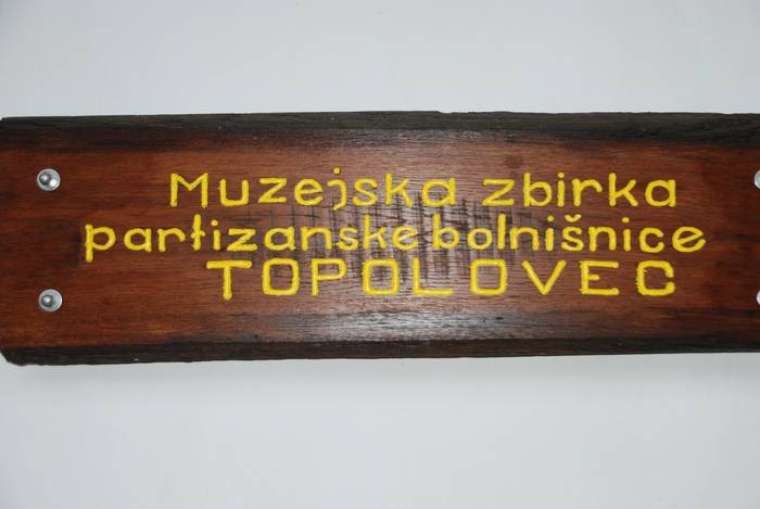 Muzejska zbirka
partizanske bolnišnice
TOPOLOVEC